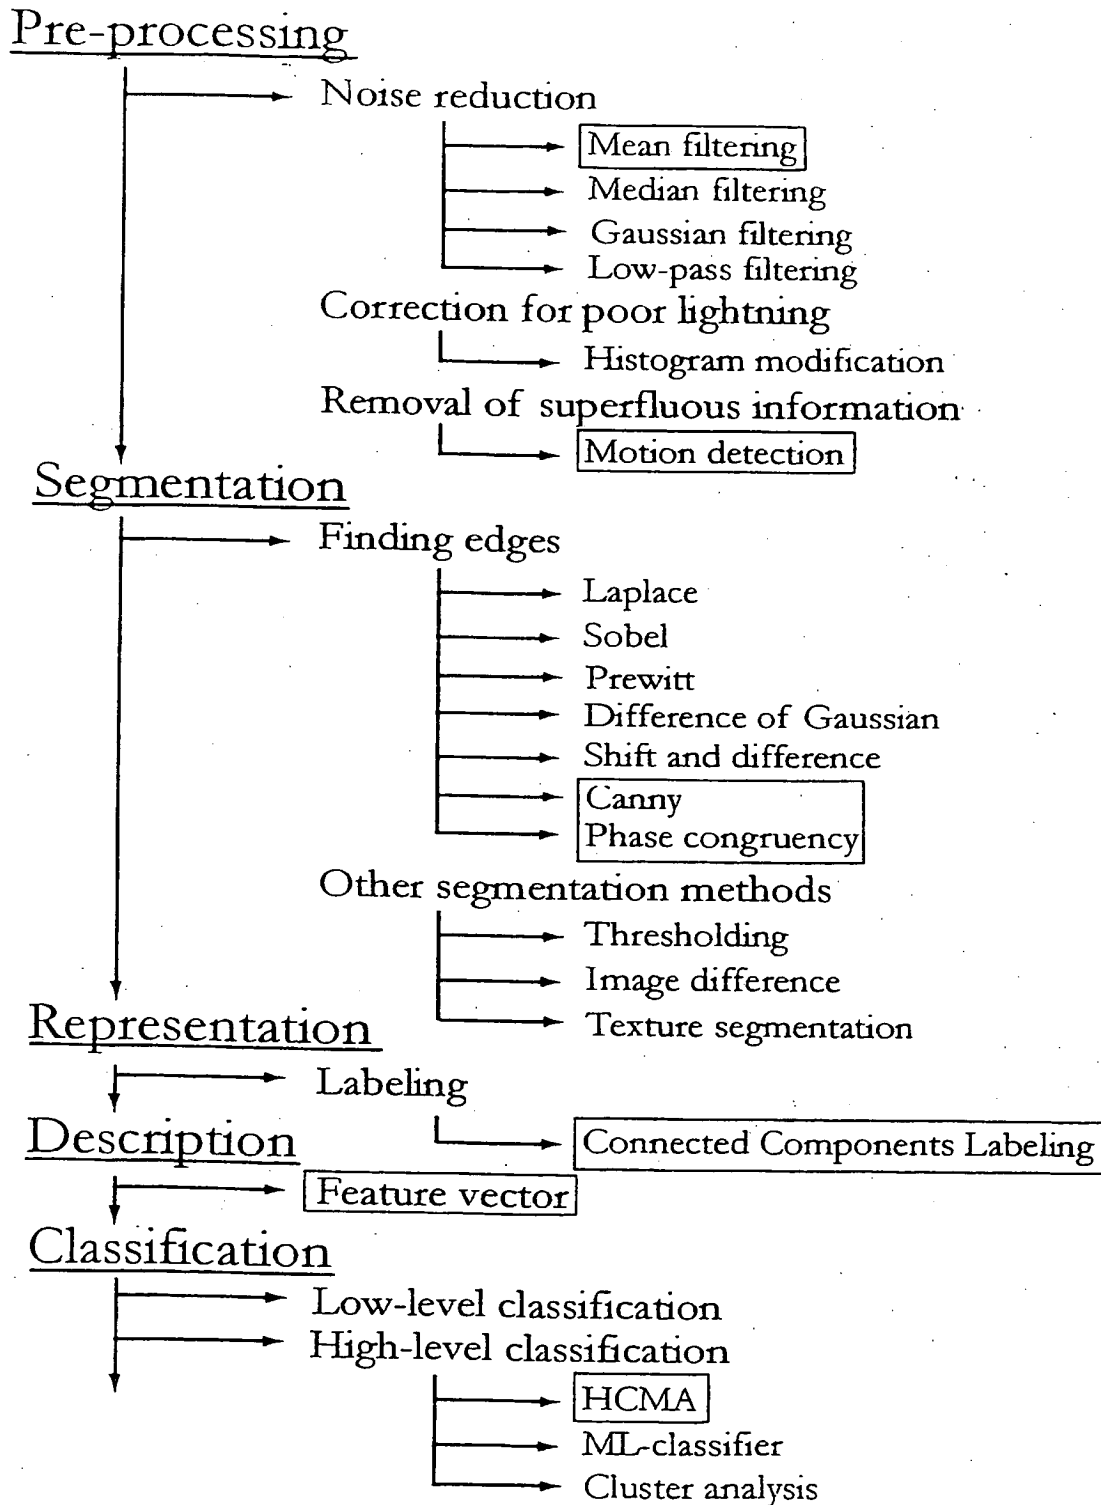 Pre-processing
Noise reduction
Mean filtering
Median filtering
Gaussian filtering
Low-pass filtering
Correction for poor lightning
Histogram modification
Removal of superfluous information
Motion detection
Segmentation
Finding edges
Laplace
Sobel
Prewitt
Difference of Gaussian
Shift and difference
Canny
Phase congruency
Other segmentation methods
Thresholding
Image difference
Texture segmentation
Representation
Labeling
Connected Components Labeling
Description
Feature vector
Classification
Low-level classification
High-level classification
HCMA
ML-classifier
Cluster analysis